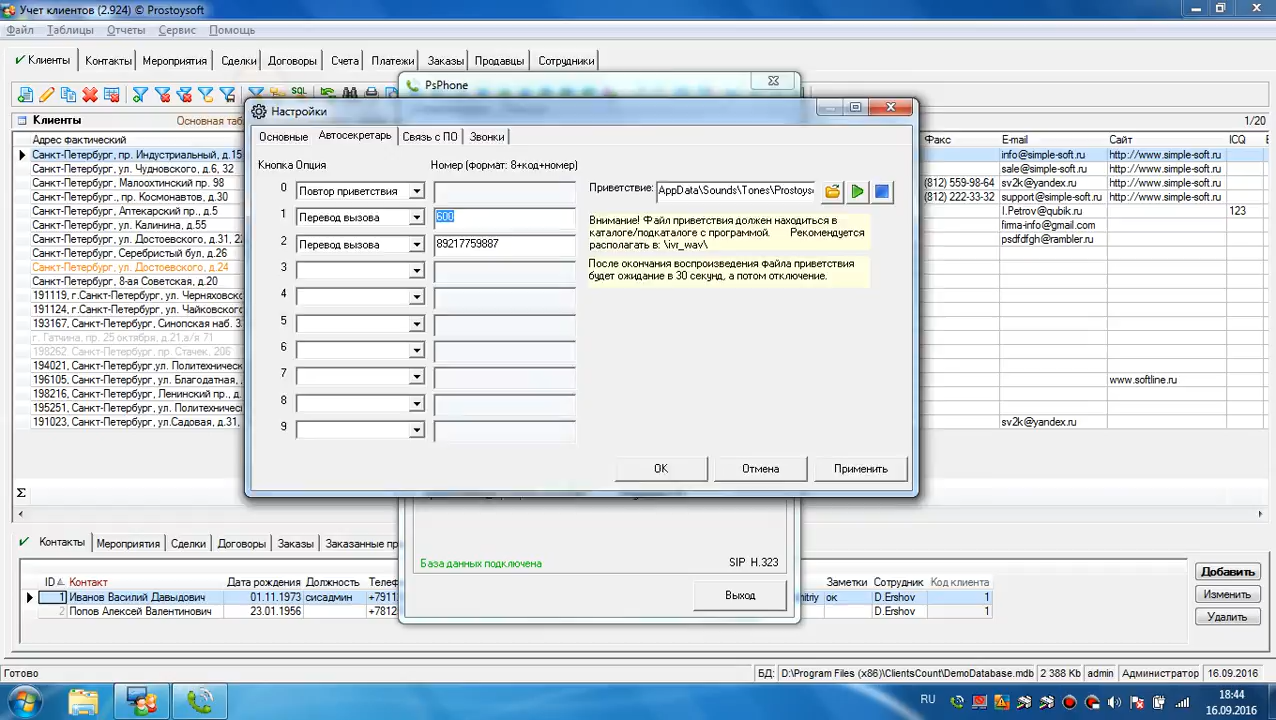 Учет клиентов (2.924) © Prostoysoft
Файл Таблицы Отчеты Сервис Помощь
Клиенты Контакты Мероприятия Сделки Договоры Счета Платежи Заказы Продавцы Сотрудники
SQL
PsPhone
Клиенты Основная таб 1/20
Адрес фактический Факс E-mail Сайт ICQ
Санкт-Петербург, пр. Индустриальный, д.15 info@simple-soft.ru http://www.simple-soft.ru
Санкт-Петербург, ул. Чудновского, д.6, 32 sale@simple-soft.ru http://www.simple-soft.ru
Санкт-Петербург, Малоохтинский пр. 98 (812) 559-98-64 sv2k@yandex.ru http://www.simple-soft.ru
Санкт-Петербург, пр. Космонавтов, д.30 (812) 222-33-32 support@simple-soft.ru http://www.simple-soft.ru
Санкт-Петербург, Аптекарский пр., д.5 I.Petrov@qubik.ru 123
Санкт-Петербург, ул. Калинина, д.55 firma-info@gmail.com
Санкт-Петербург, ул. Достоевского, д.31, psdfdfgh@rambler.ru
Санкт-Петербург, Серебристый бул. д.26
Санкт-Петербург, ул. Достоевского, д.24
Санкт-Петербург, 8-ая Советская, д.20
191119, г.Санкт-Петербург, ул. Черняховско
191124, г.Санкт-Петербург, ул. Чайковского
193167, Санкт-Петербург, Синопская наб. 3
г. Гатчина, пр. 25 октября, д.21,а/я 71
198262, Санкт-Петербург, пр. Стачек, 206
194021, Санкт-Петербург,ул. Политехническ
196105, Санкт-Петербург, ул. Благодатная, www.softline.ru
198216, Санкт-Петербург, Ленинский пр., д
195251, Санкт-Петербург, ул. Политехничес
191023, Санкт-Петербург, ул.Садовая, д.31, sv2k@yandex.ru
Σ
Настройки
Основные Автосекретарь Связь с ПО Звонки
Кнопка Опция Номер (формат: 8+код+номер)
0 Повтор приветствия
1 Перевод вызова 600
2 Перевод вызова 89217759887
3
4
5
6
7
8
9
Приветствие: AppData\Sounds\Tones\Prostoys
Внимание! Файл приветствия должен находиться в
каталоге/подкаталоге с программой. Рекомендуется
располагать в: \ivr_wav\
После окончания воспроизведения файла приветствия
будет ожидание в 30 секунд, а потом отключение.
OK Отмена Применить
База данных подключена SIP H.323
Выход
Контакты Мероприятия Сделки Договоры Заказы Заказанные пр
ID Контакт Дата рождения Должность Телеф Заметки Сотрудник Код клиента
1 Иванов Василий Давыдович 01.11.1973 сисадмин +7911 mitriy ок D.Ershov 1
2 Попов Алексей Валентинович 23.01.1956 +7812 D.Ershov 1
Добавить
Изменить
Удалить
Готово БД: D:\Program Files (x86)\ClientsCount\DemoDatabase.mdb 2 388 Kb admin Администратор 16.09.2016
RU 18:44
16.09.2016